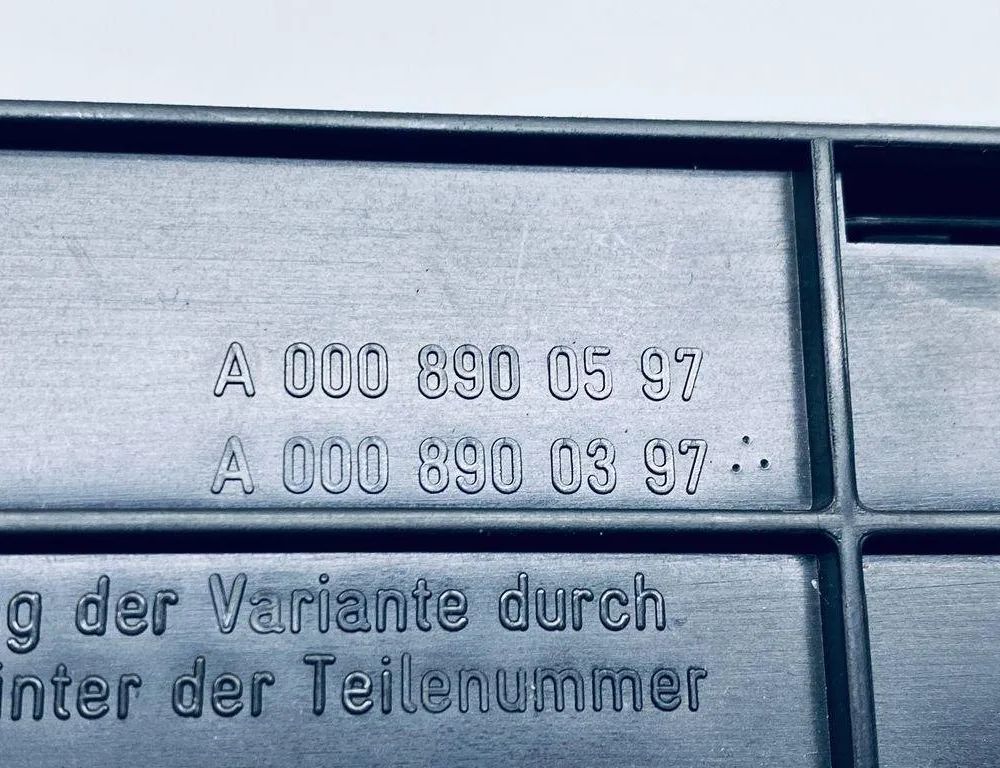 A 000 890 05 97
A 000 890 03 97
g der Variante durch
inter der Teilenummer